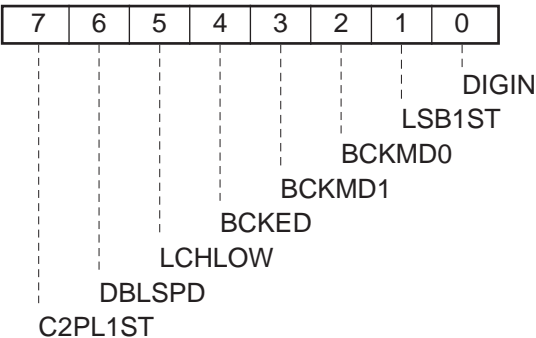 7 6 5 4 3 2 1 0
DIGIN
LSB1ST
BCKMD0
BCKMD1
BCKED
LCHLOW
DBLSPD
C2PL1ST